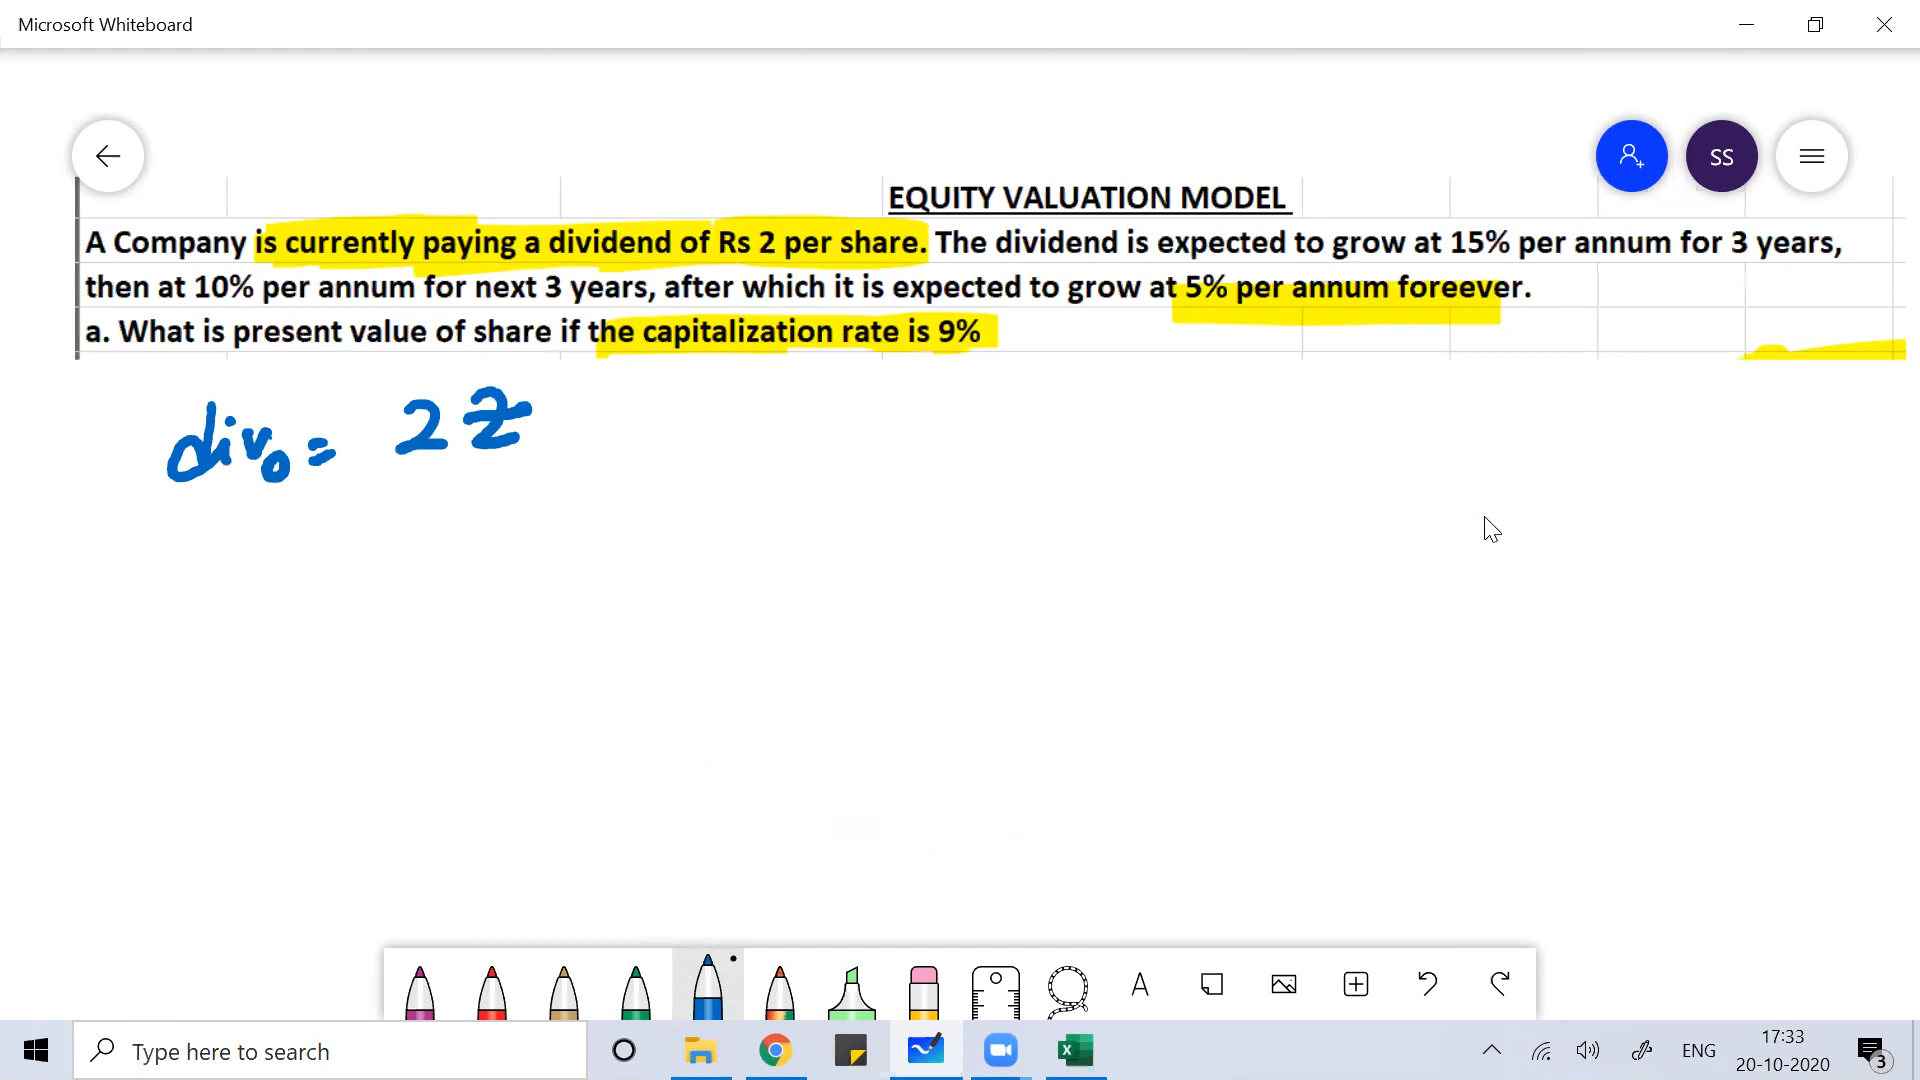 Microsoft Whiteboard
SS
EQUITY VALUATION MODEL
A Company is currently paying a dividend of Rs 2 per share. The dividend is expected to grow at 15% per annum for 3 years,
then at 10% per annum for next 3 years, after which it is expected to grow at 5% per annum foreever.
a. What is present value of share if the capitalization rate is 9%
div₀ = 2
A
Type here to search
ENG
17:33
20-10-2020
3